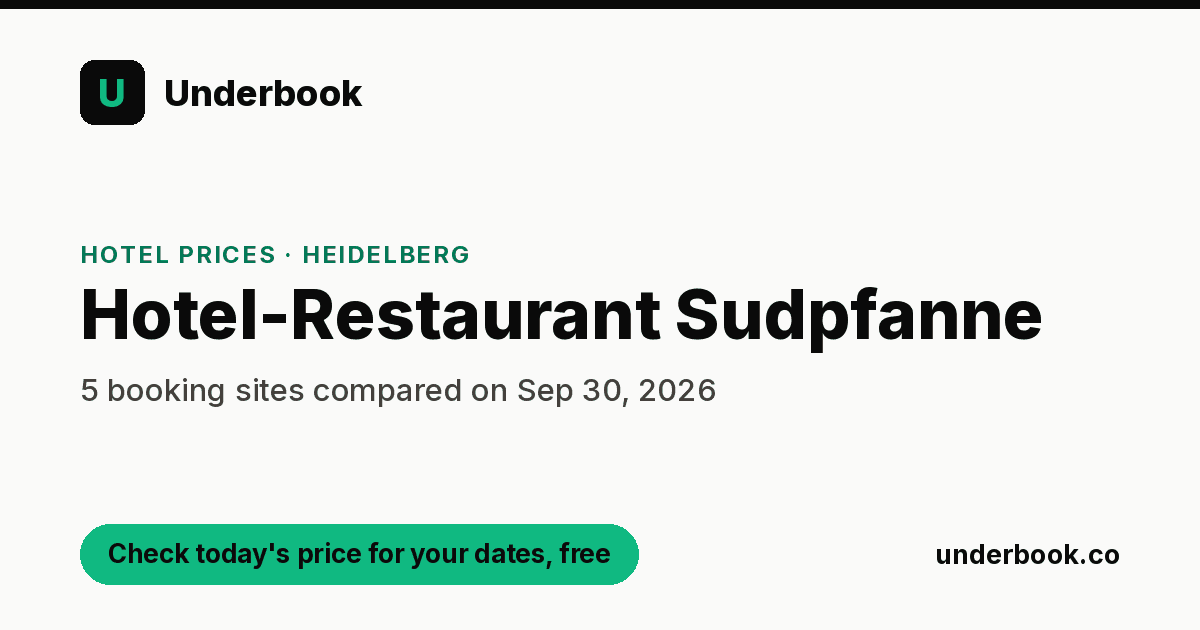 U Underbook
HOTEL PRICES · HEIDELBERG
Hotel-Restaurant Sudpfanne
5 booking sites compared on Sep 30, 2026
Check today's price for your dates, free
underbook.co